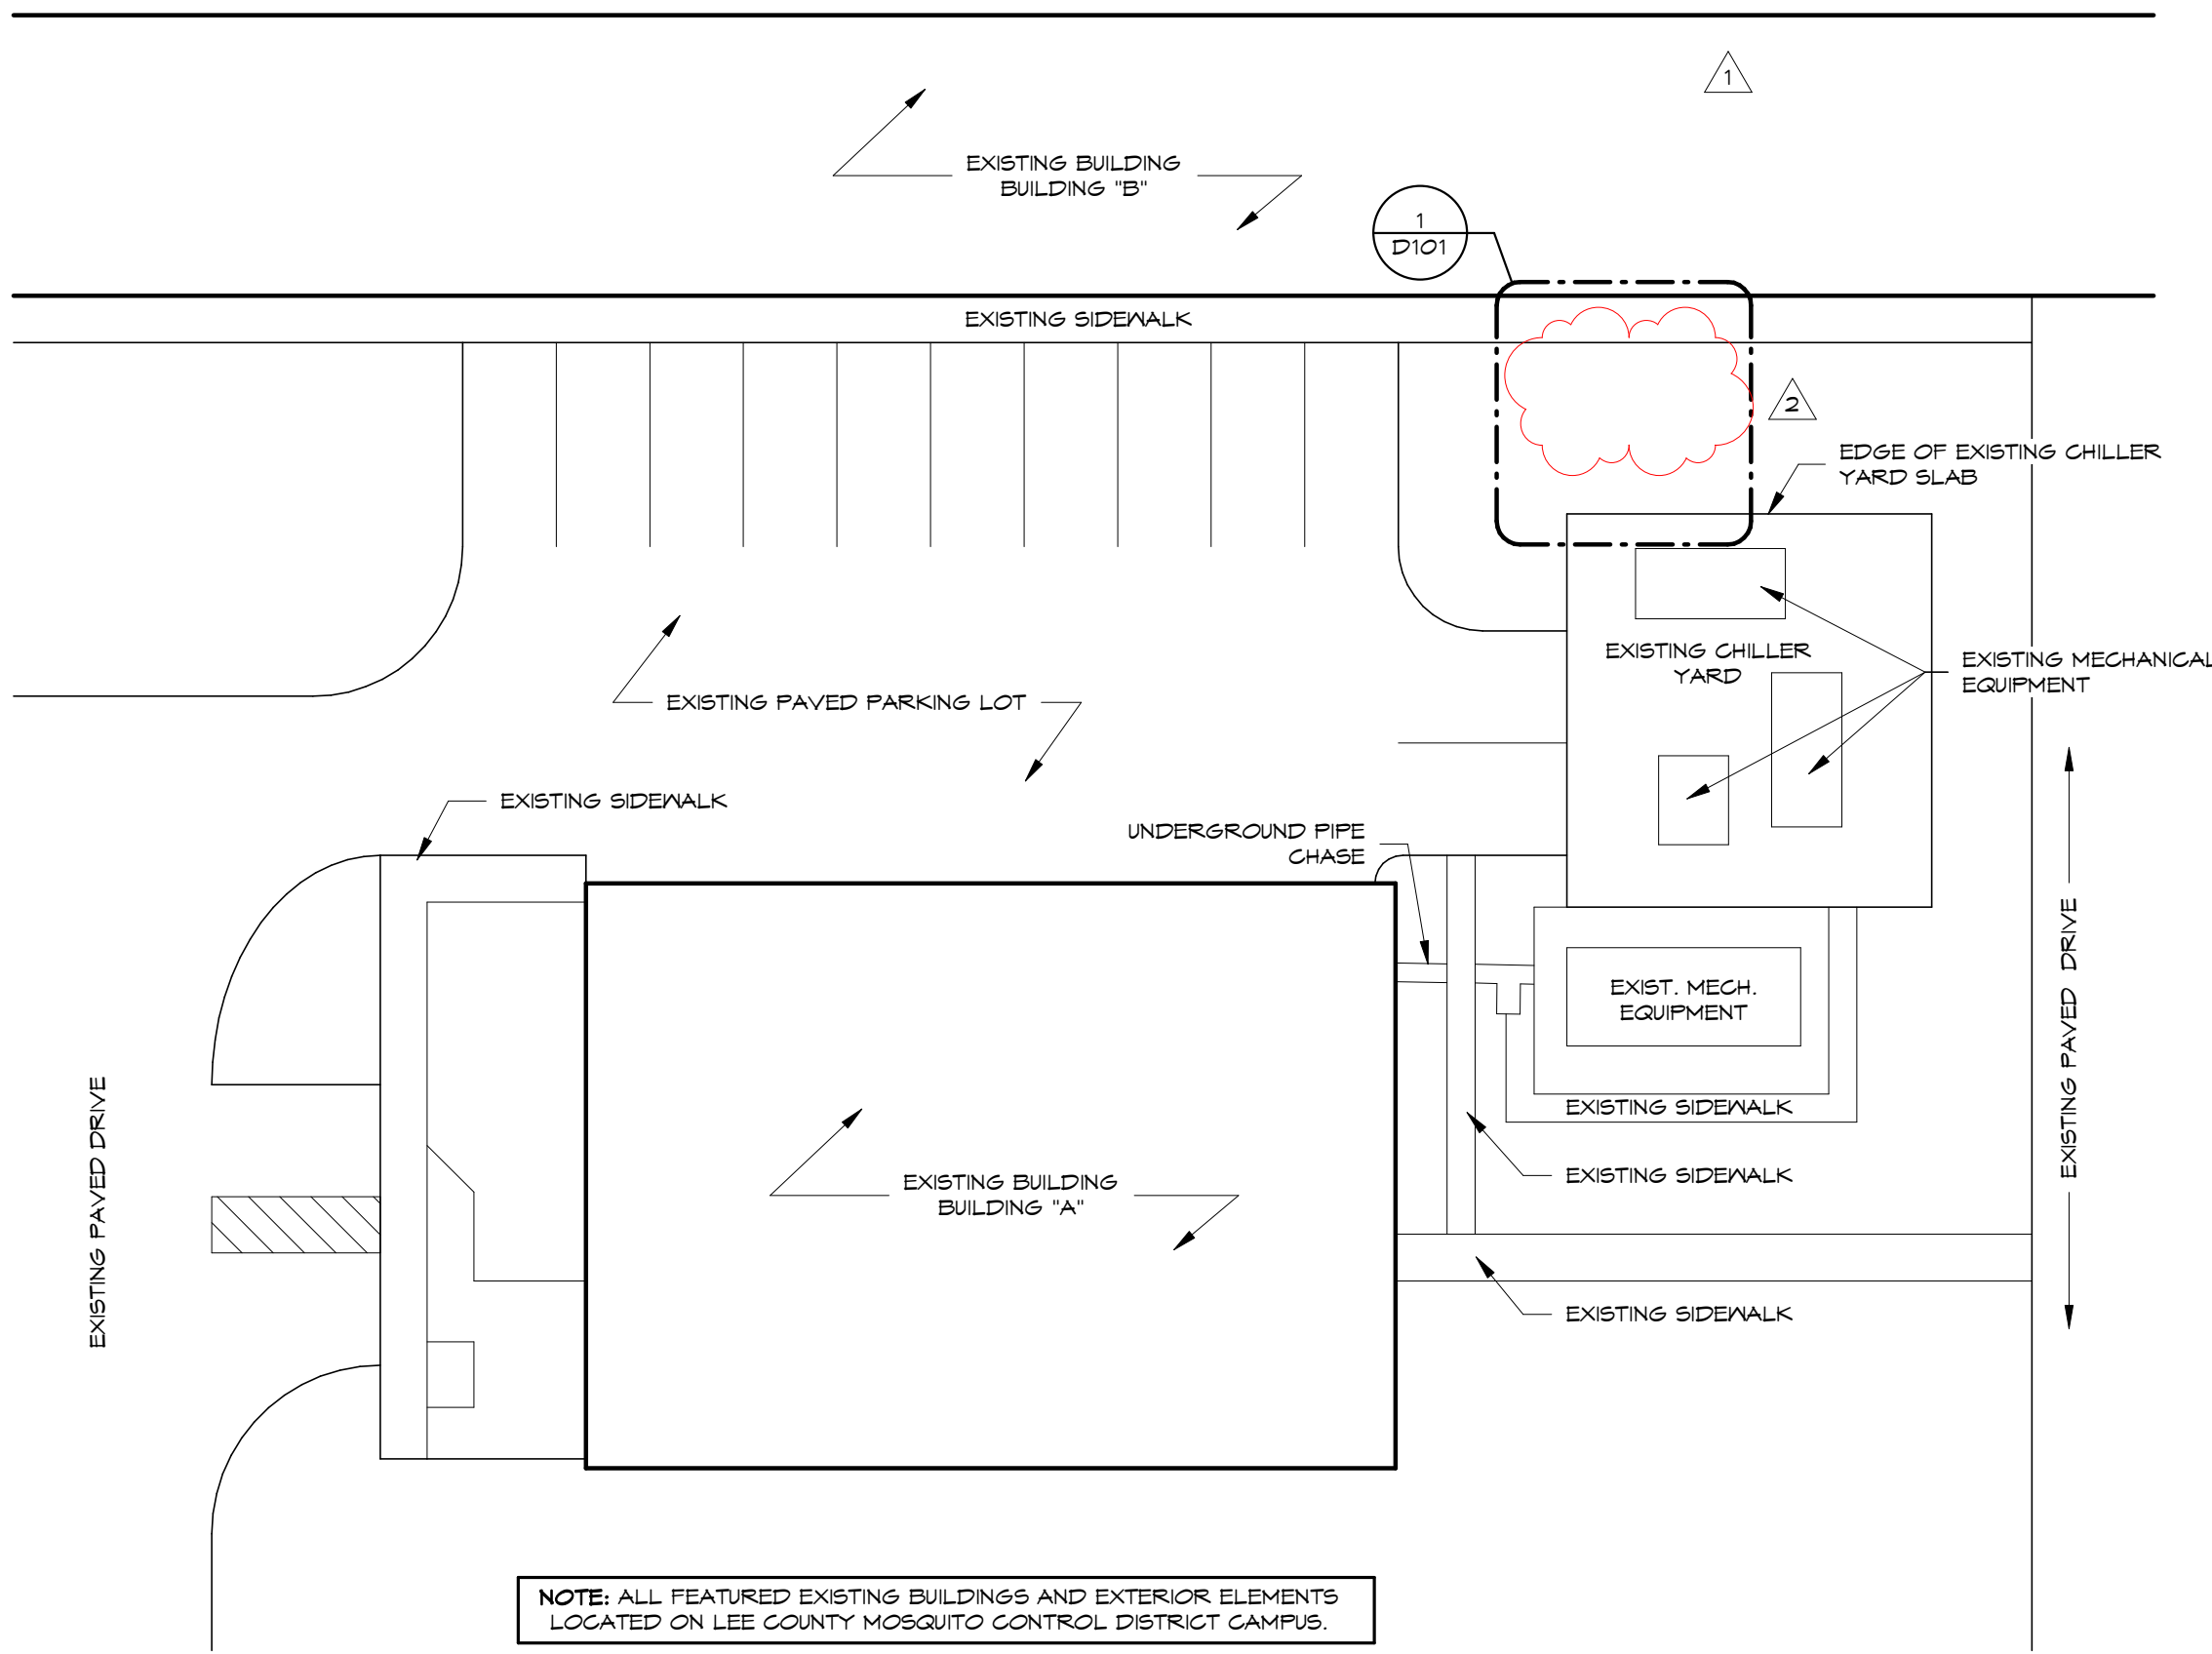 1
EXISTING BUILDING
BUILDING "B"
1
D101
EXISTING SIDEWALK
2
EDGE OF EXISTING CHILLER
YARD SLAB
EXISTING CHILLER
YARD
EXISTING MECHANICAL
EQUIPMENT
EXISTING PAVED PARKING LOT
EXISTING SIDEWALK
UNDERGROUND PIPE
CHASE
EXIST. MECH.
EQUIPMENT
EXISTING PAVED DRIVE
EXISTING PAVED DRIVE
EXISTING SIDEWALK
EXISTING SIDEWALK
EXISTING BUILDING
BUILDING "A"
EXISTING SIDEWALK
NOTE: ALL FEATURED EXISTING BUILDINGS AND EXTERIOR ELEMENTS
LOCATED ON LEE COUNTY MOSQUITO CONTROL DISTRICT CAMPUS.